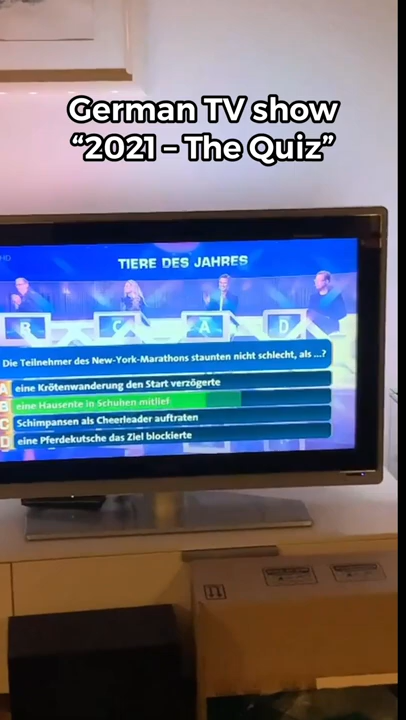 German TV show
“2021 – The Quiz”
HD
TIERE DES JAHRES
B
C
A
D
Die Teilnehmer des New-York-Marathons staunten nicht schlecht, als ...?
A eine Krötenwanderung den Start verzögerte
B eine Hausente in Schuhen mitlief
C Schimpansen als Cheerleader auftraten
D eine Pferdekutsche das Ziel blockierte